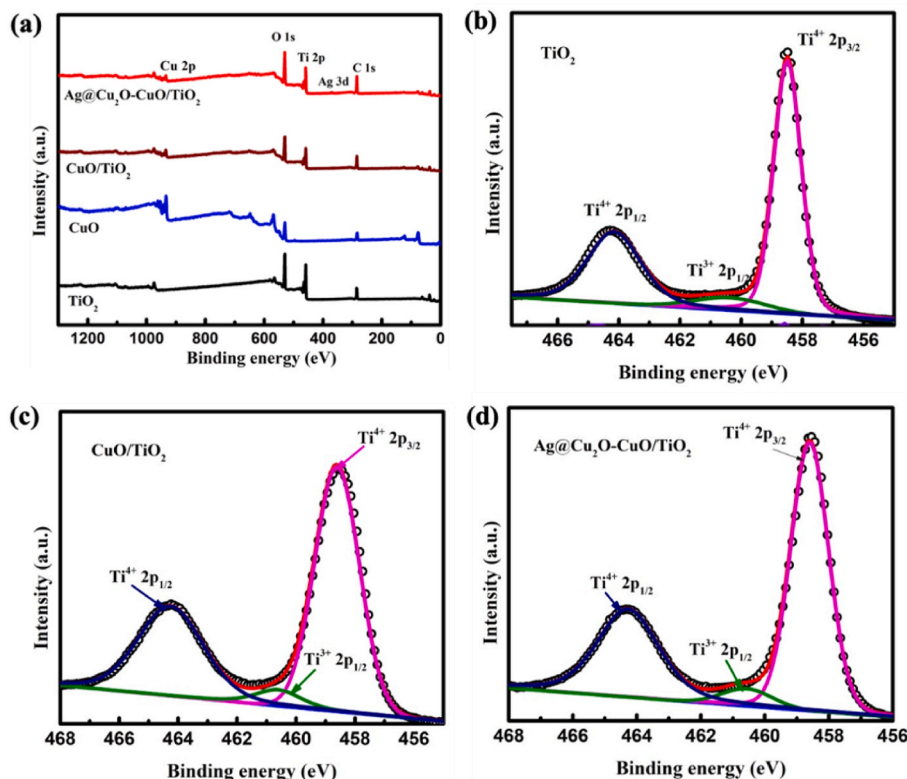 (a)
O 1s
Ti 2p
Cu 2p
Ag 3d
C 1s
Ag@Cu₂O-CuO/TiO₂
CuO/TiO₂
CuO
TiO₂
Intensity (a.u.)
1200 1000 800 600 400 200 0
Binding energy (eV)
(b)
TiO₂
Ti⁴⁺ 2p₃/₂
Ti⁴⁺ 2p₁/₂
Ti³⁺ 2p₁/₂
Intensity (a.u.)
466 464 462 460 458 456
Binding energy (eV)
(c)
CuO/TiO₂
Ti⁴⁺ 2p₃/₂
Ti⁴⁺ 2p₁/₂
Ti³⁺ 2p₁/₂
Intensity (a.u.)
468 466 464 462 460 458 456
Binding energy (eV)
(d)
Ag@Cu₂O-CuO/TiO₂
Ti⁴⁺ 2p₃/₂
Ti⁴⁺ 2p₁/₂
Ti³⁺ 2p₁/₂
Intensity (a.u.)
468 466 464 462 460 458 456
Binding energy (eV)